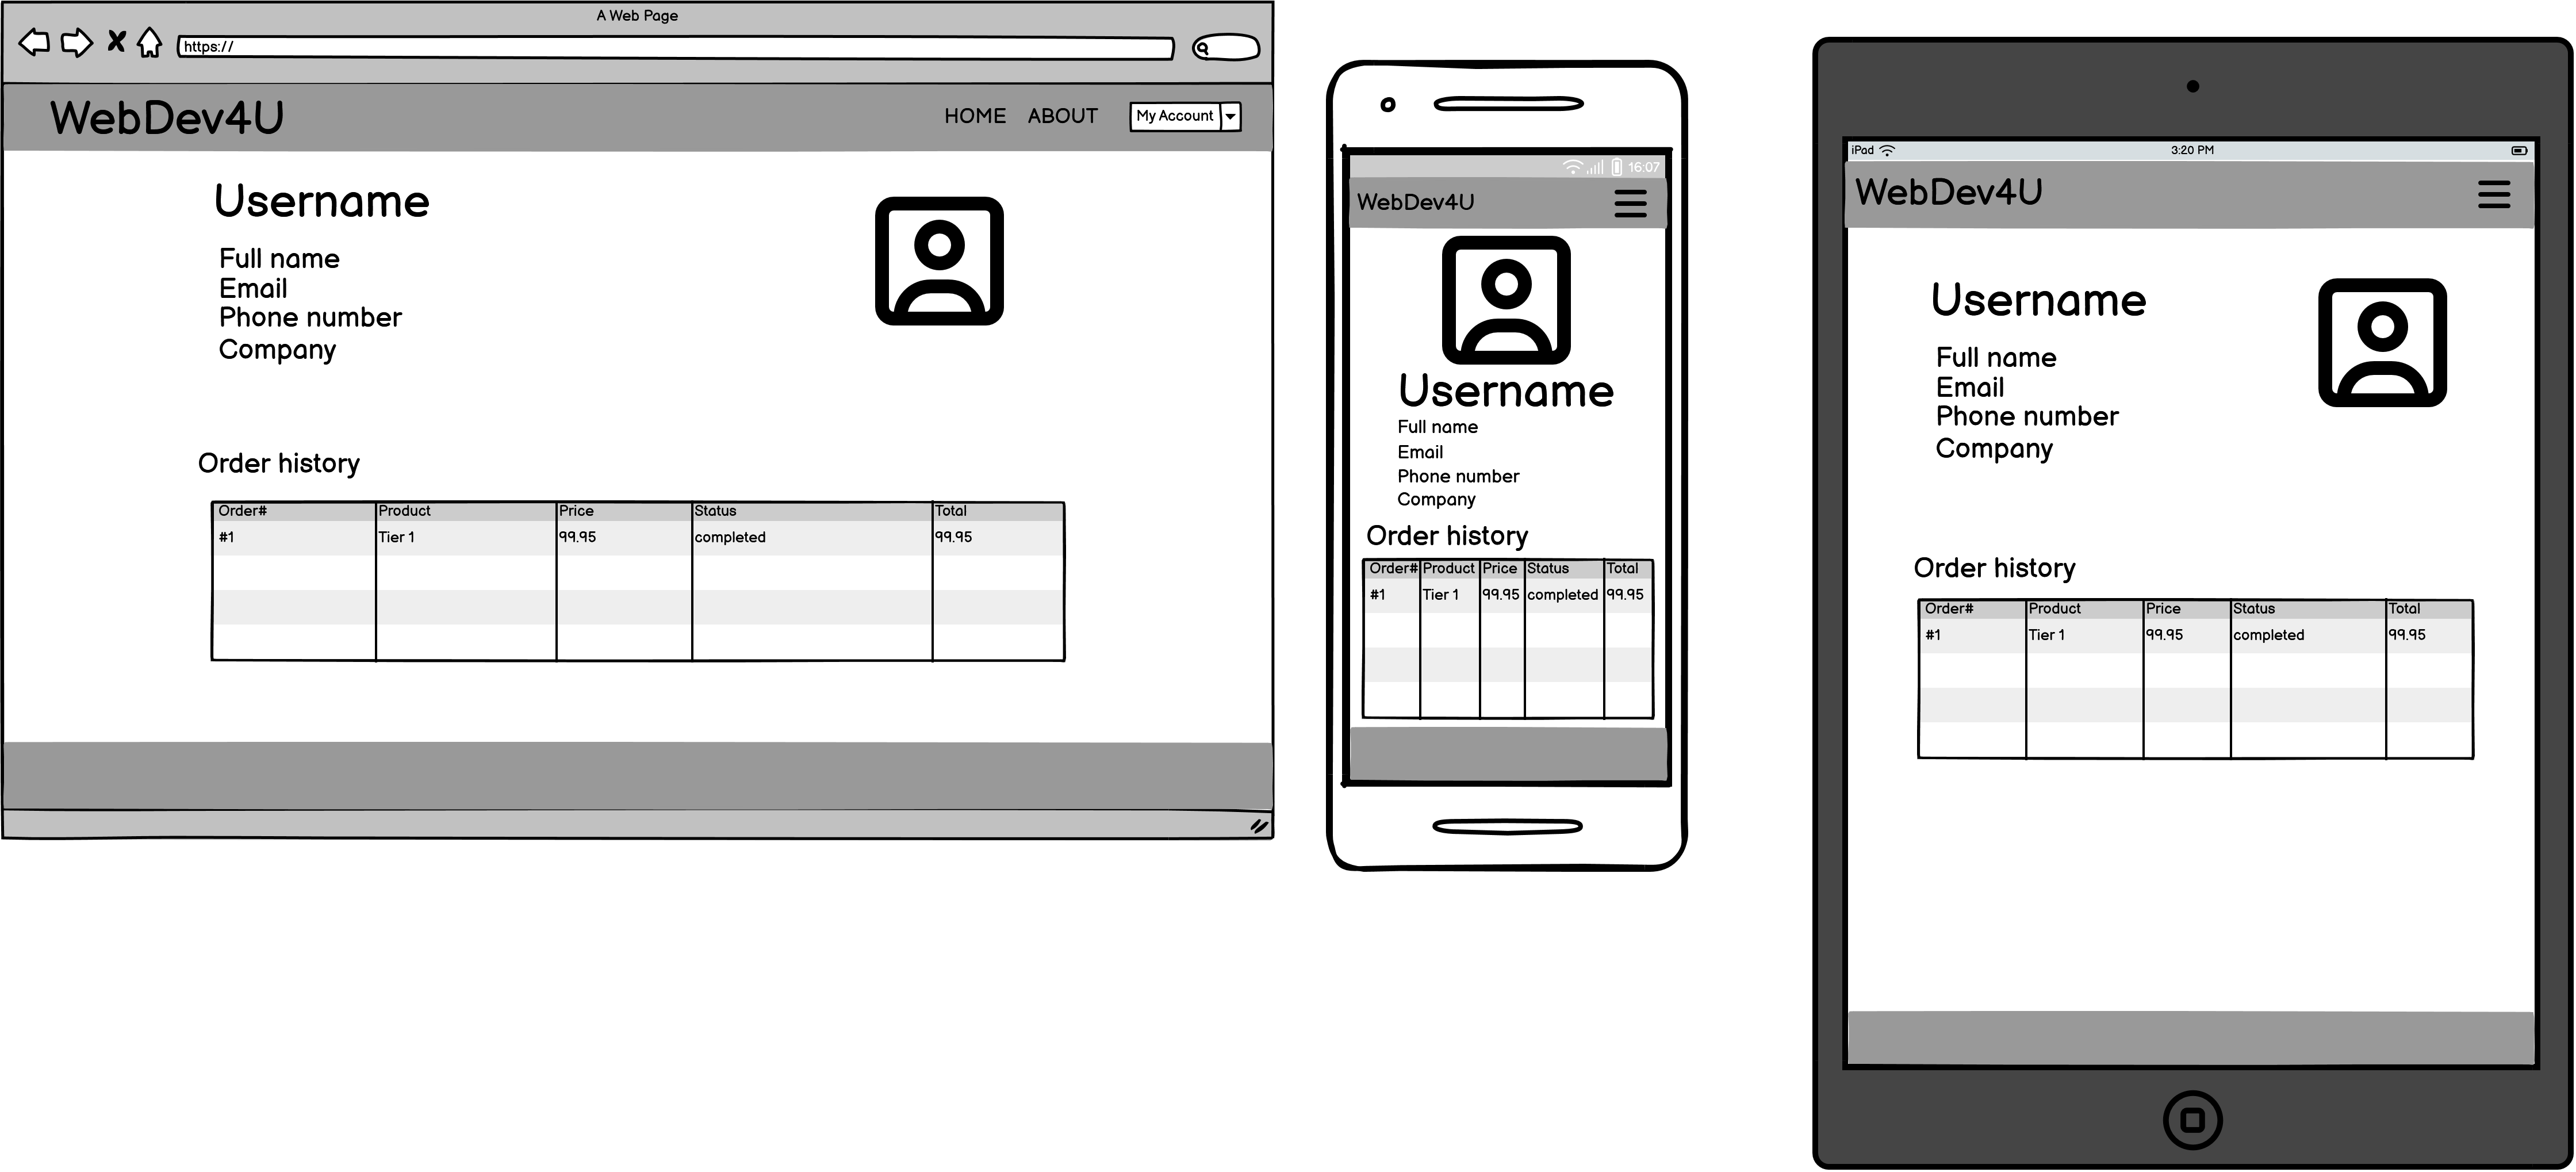 A Web Page
https://
WebDev4U
HOME ABOUT My Account
Username
Full name
Email
Phone number
Company
Order history
Order# Product Price Status Total
#1 Tier 1 99.95 completed 99.95
16:07
WebDev4U
Username
Full name
Email
Phone number
Company
Order history
Order# Product Price Status Total
#1 Tier 1 99.95 completed 99.95
iPad 3:20 PM
WebDev4U
Username
Full name
Email
Phone number
Company
Order history
Order# Product Price Status Total
#1 Tier 1 99.95 completed 99.95